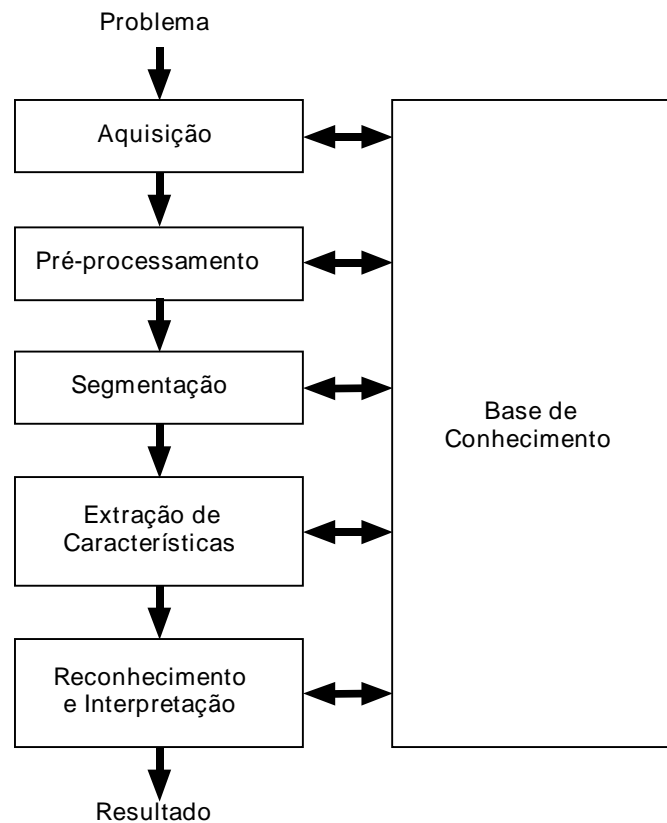 Problema
Aquisição
Pré-processamento
Segmentação
Base de
Conhecimento
Extração de
Características
Reconhecimento
e Interpretação
Resultado